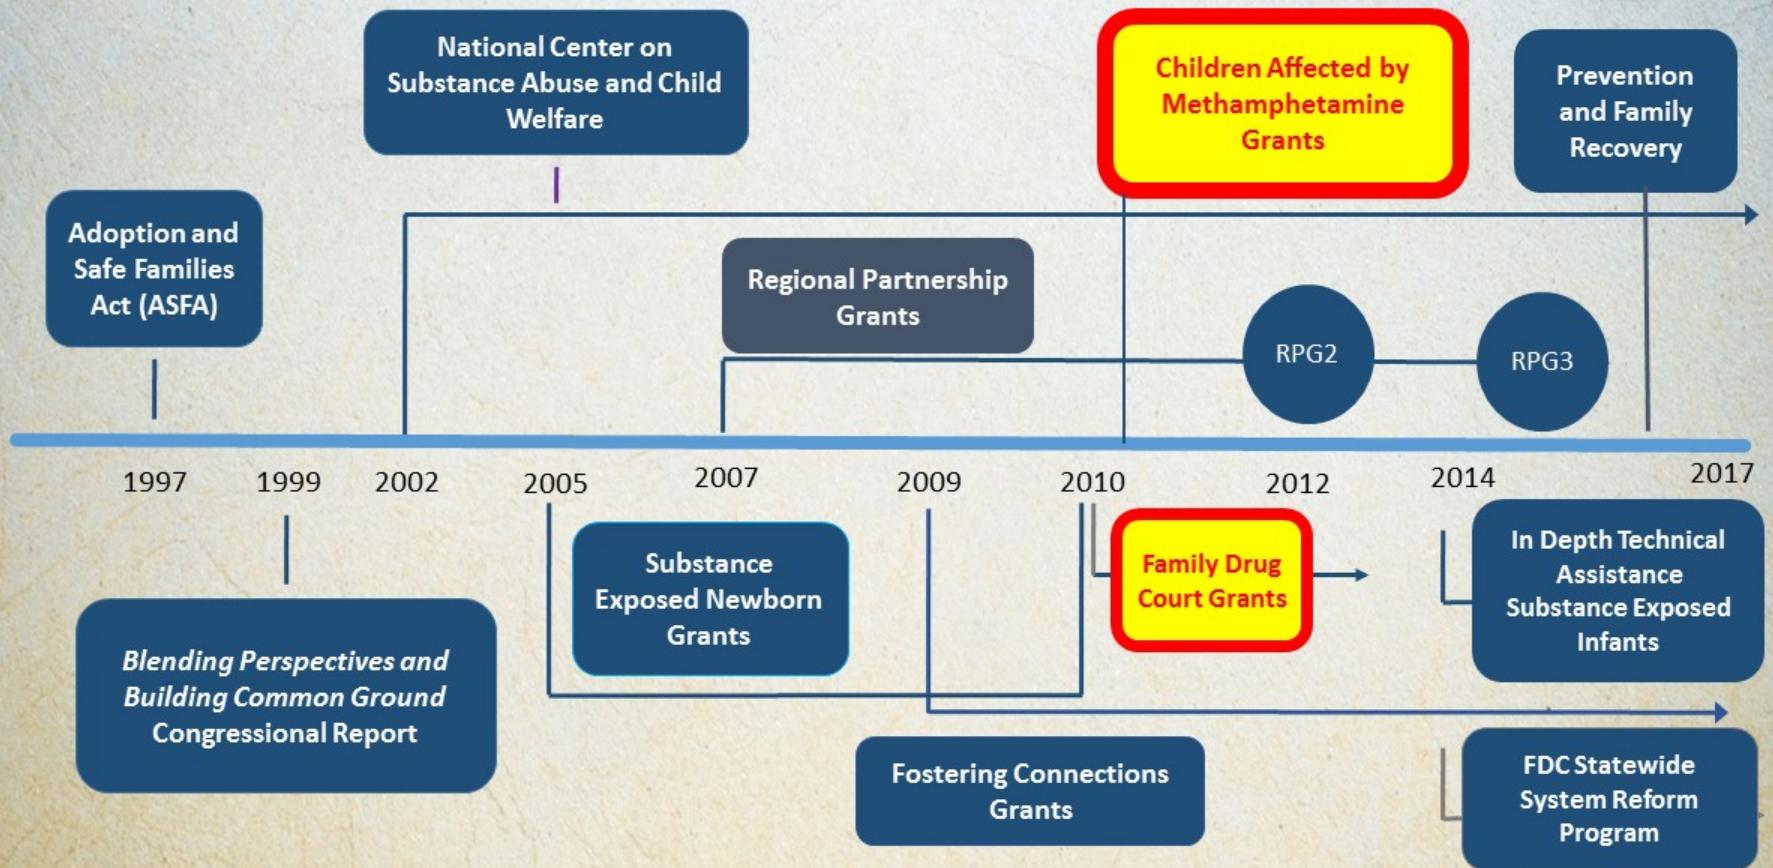 National Center on
Substance Abuse and Child
Welfare
Children Affected by
Methamphetamine
Grants
Prevention
and Family
Recovery
Adoption and
Safe Families
Act (ASFA)
Regional Partnership
Grants
RPG2
RPG3
1997
1999
2002
2005
2007
2009
2010
2012
2014
2017
Substance
Exposed Newborn
Grants
Family Drug
Court Grants
In Depth Technical
Assistance
Substance Exposed
Infants
Blending Perspectives and
Building Common Ground
Congressional Report
Fostering Connections
Grants
FDC Statewide
System Reform
Program